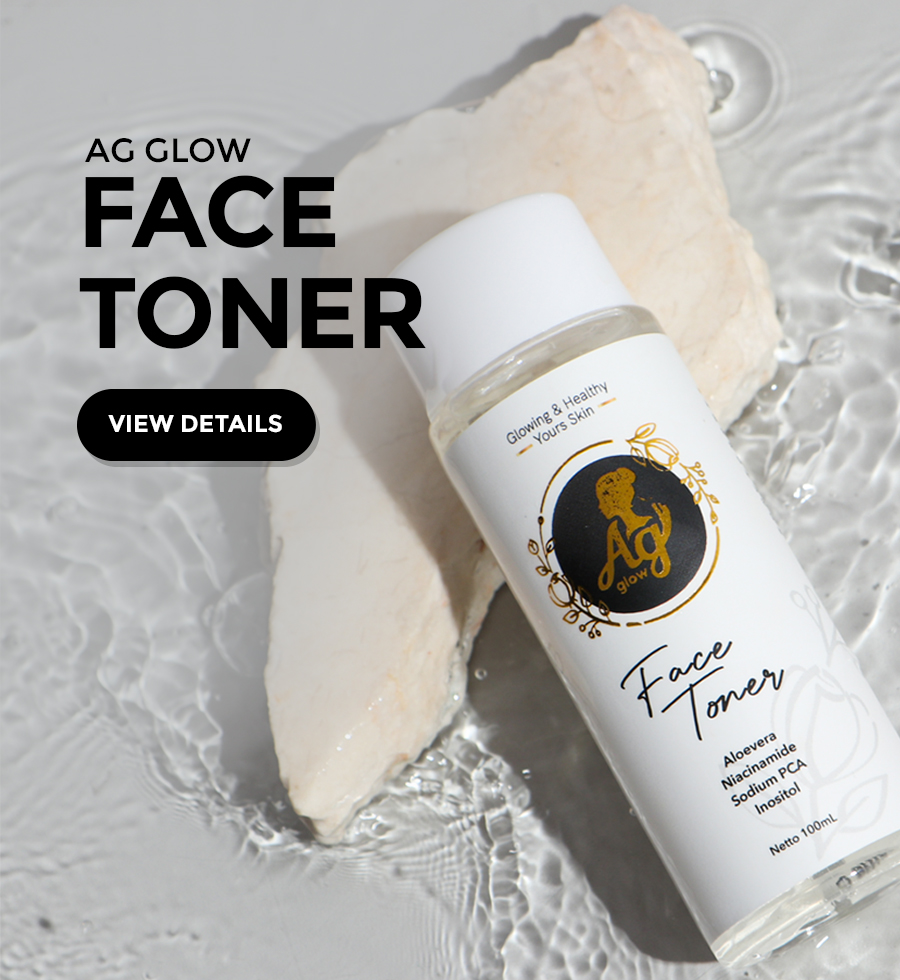 AG GLOW
FACE
TONER
VIEW DETAILS
Glowing & Healthy
Yours Skin
Ag
glow
Face
Toner
Aloevera
Niacinamide
Sodium PCA
Inositol
Netto 100mL